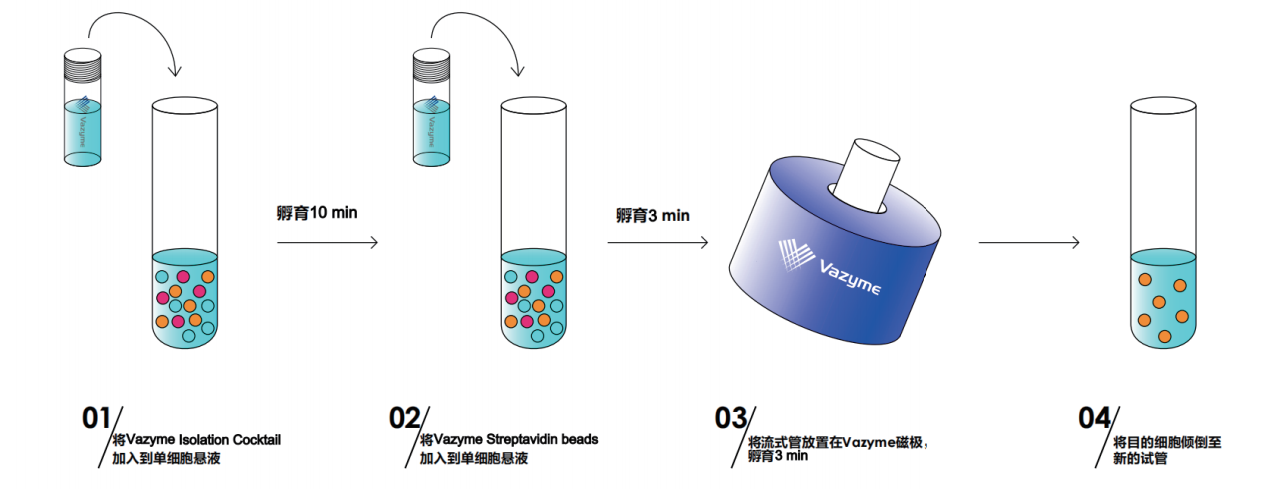 Vazyme
Vazyme
孵育10 min
孵育3 min
Vazyme
01
将Vazyme Isolation Cocktail
加入到单细胞悬液
02
将Vazyme Streptavidin beads
加入到单细胞悬液
03
将流式管放置在Vazyme磁极，
孵育3 min
04
将目的细胞倾倒至
新的试管